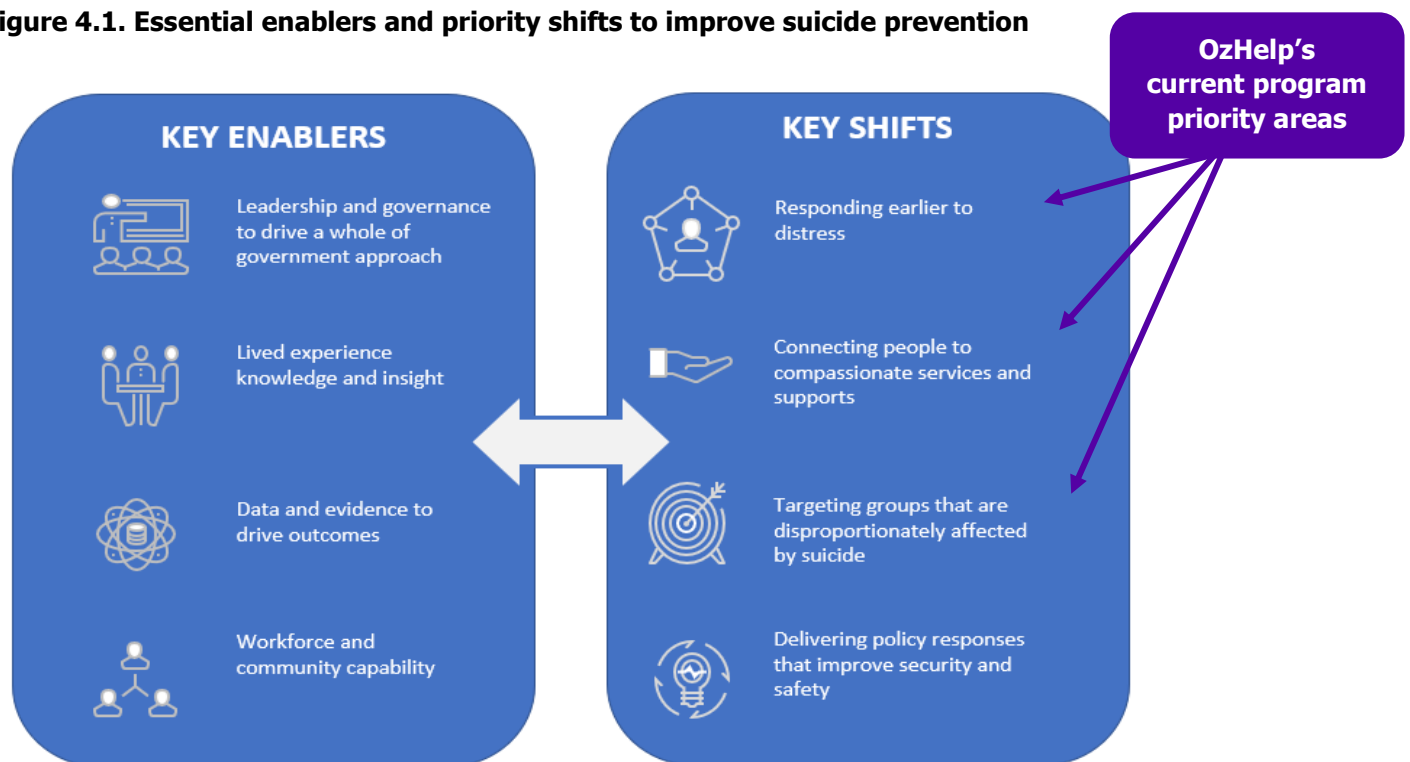 igure 4.1. Essential enablers and priority shifts to improve suicide prevention
OzHelp’s
current program
priority areas
KEY ENABLERS
Leadership and governance
to drive a whole of
government approach
Lived experience
knowledge and insight
Data and evidence to
drive outcomes
Workforce and
community capability
KEY SHIFTS
Responding earlier to
distress
Connecting people to
compassionate services and
supports
Targeting groups that are
disproportionately affected
by suicide
Delivering policy responses
that improve security and
safety